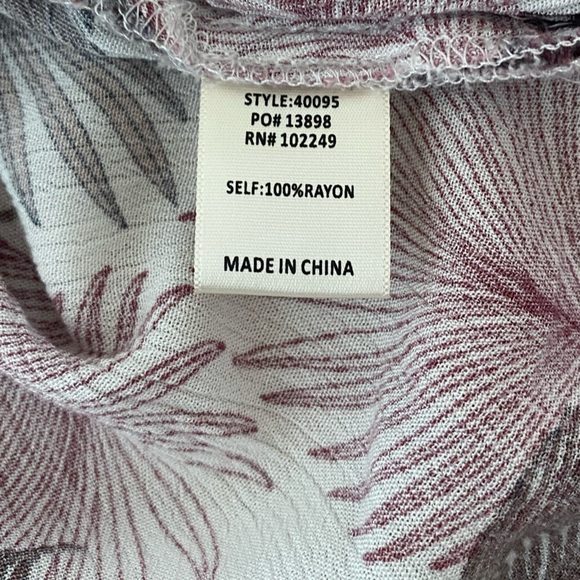 STYLE:40095
PO# 13898
RN# 102249
SELF:100%RAYON
MADE IN CHINA